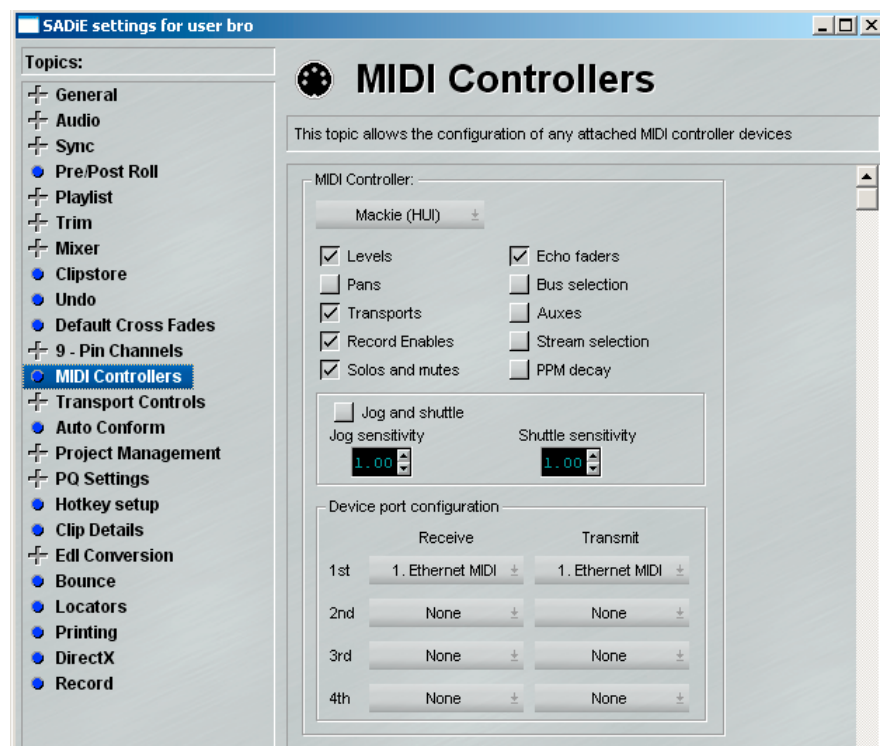 SADiE settings for user bro
Topics:
General
Audio
Sync
Pre/Post Roll
Playlist
Trim
Mixer
Clipstore
Undo
Default Cross Fades
9 - Pin Channels
MIDI Controllers
Transport Controls
Auto Conform
Project Management
PQ Settings
Hotkey setup
Clip Details
Edl Conversion
Bounce
Locators
Printing
DirectX
Record
MIDI Controllers
This topic allows the configuration of any attached MIDI controller devices
MIDI Controller:
Mackie (HUI)
Levels Echo faders
Pans Bus selection
Transports Auxes
Record Enables Stream selection
Solos and mutes PPM decay
Jog and shuttle
Jog sensitivity Shuttle sensitivity
1.00 1.00
Device port configuration
Receive Transmit
1st 1. Ethernet MIDI 1. Ethernet MIDI
2nd None None
3rd None None
4th None None